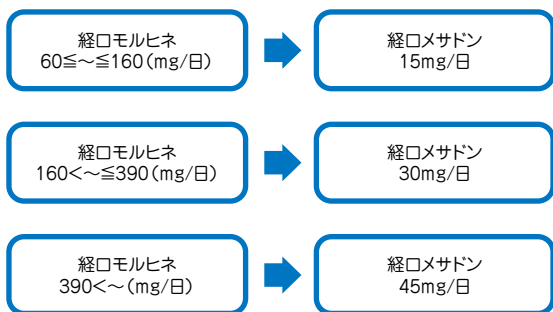 経口モルヒネ
60≦～≦160(mg/日)
経口メサドン
15mg/日
経口モルヒネ
160<～≦390(mg/日)
経口メサドン
30mg/日
経口モルヒネ
390<～(mg/日)
経口メサドン
45mg/日